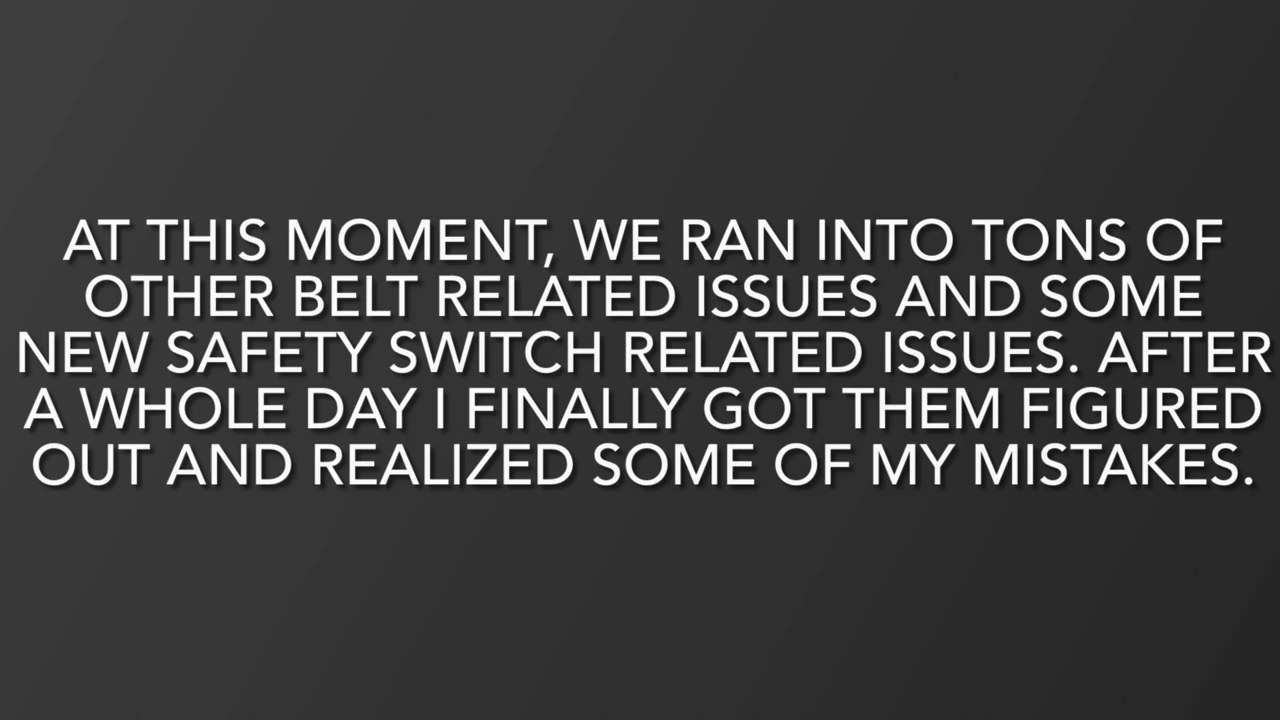 AT THIS MOMENT, WE RAN INTO TONS OF
OTHER BELT RELATED ISSUES AND SOME
NEW SAFETY SWITCH RELATED ISSUES. AFTER
A WHOLE DAY I FINALLY GOT THEM FIGURED
OUT AND REALIZED SOME OF MY MISTAKES.